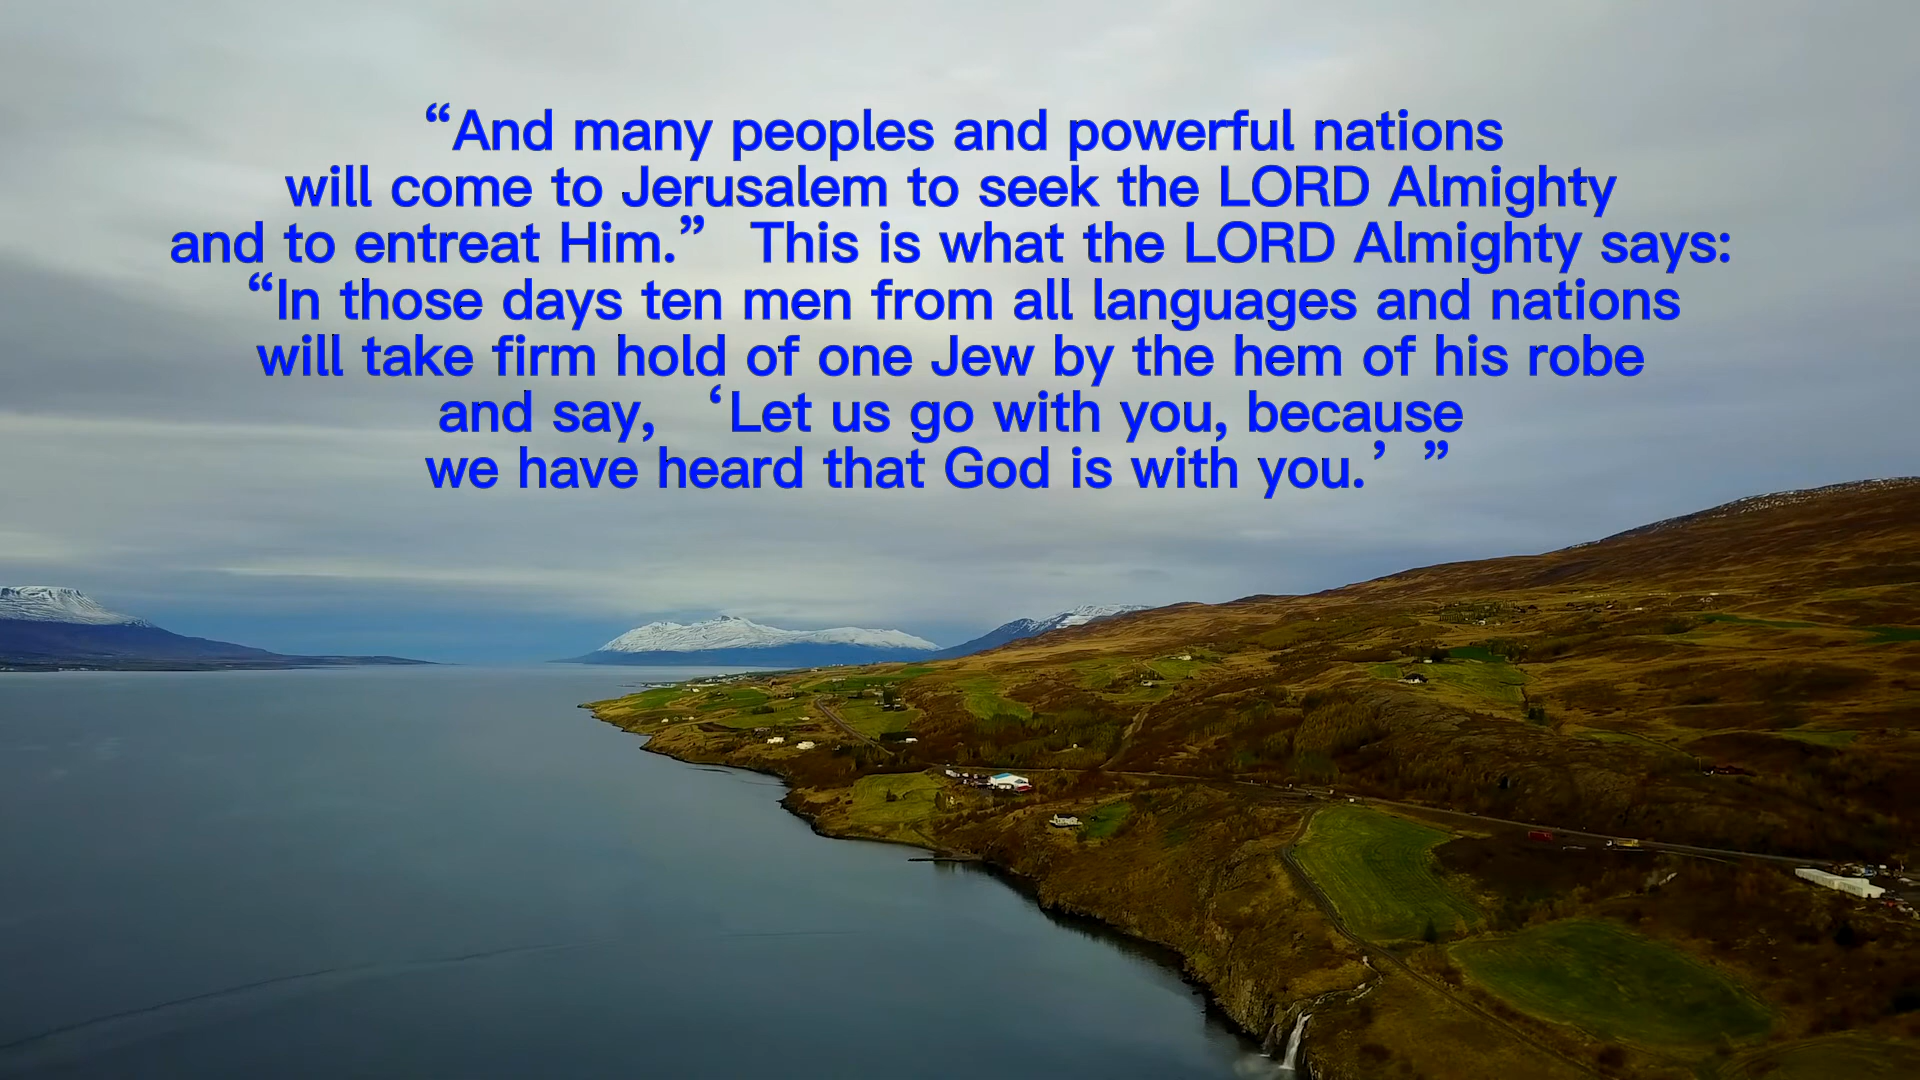 “And many peoples and powerful nations
will come to Jerusalem to seek the LORD Almighty
and to entreat Him.” This is what the LORD Almighty says:
“In those days ten men from all languages and nations
will take firm hold of one Jew by the hem of his robe
and say, ‘Let us go with you, because
we have heard that God is with you.’ ”